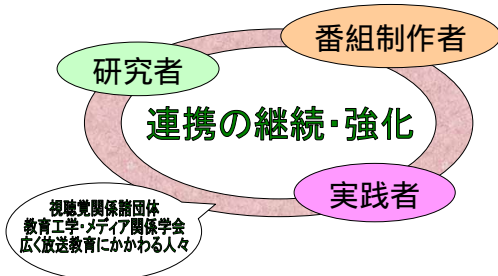 番組制作者
研究者
連携の継続・強化
実践者
視聴覚関係諸団体
教育工学・メディア関係学会
広く放送教育にかかわる人々